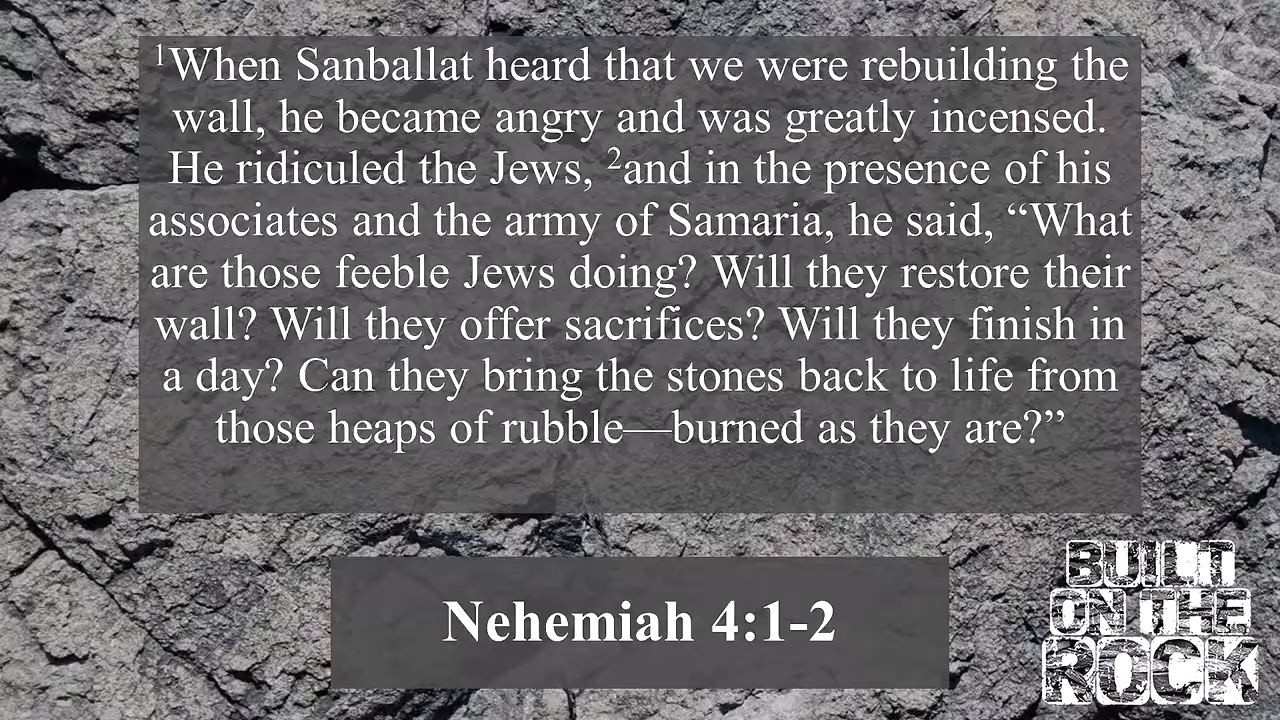 ¹When Sanballat heard that we were rebuilding the
wall, he became angry and was greatly incensed.
He ridiculed the Jews, ²and in the presence of his
associates and the army of Samaria, he said, “What
are those feeble Jews doing? Will they restore their
wall? Will they offer sacrifices? Will they finish in
a day? Can they bring the stones back to life from
those heaps of rubble—burned as they are?”
Nehemiah 4:1-2
BUILT
ON THE
ROCK